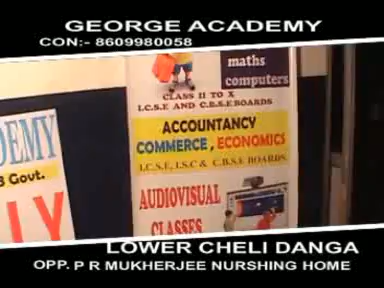 GEORGE ACADEMY
CON:- 8609980058
maths
computers
CLASS II TO X
I.C.S.E AND C.B.S.E BOARDS
ACCOUNTANCY
COMMERCE , ECONOMICS
I.C.S.E, I.S.C & C.B.S.E BOARDS.
DEMY
B Govt.
LY
AUDIOVISUAL
CLASSES
LOWER CHELI DANGA
OPP. P R MUKHERJEE NURSHING HOME